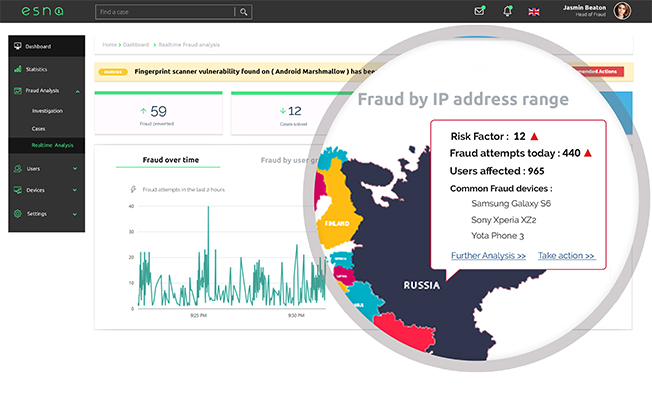 esna
Find a case
Jasmin Beaton
Head of Fraud
Dashboard
Statistics
Fraud Analysis
Investigation
Cases
Realtime Analysis
Users
Devices
Settings
Home > Dashboard > Realtime Fraud analysis
Fingerprint scanner vulnerability found on ( Android Marshmallow ) has been
Actions
59
Fraud prevented
12
Cases solved
Fraud over time
Fraud by user
Fraud attempts in the last 2 hours
40
30
20
10
0
9:25 PM
9:30 PM
Fraud by IP address range
Risk Factor : 12
Fraud attempts today : 440
Users affected : 965
Common Fraud devices :
Samsung Galaxy S6
Sony Xperia XZ2
Yota Phone 3
Further Analysis >> Take action >>
FINLAND
RUSSIA